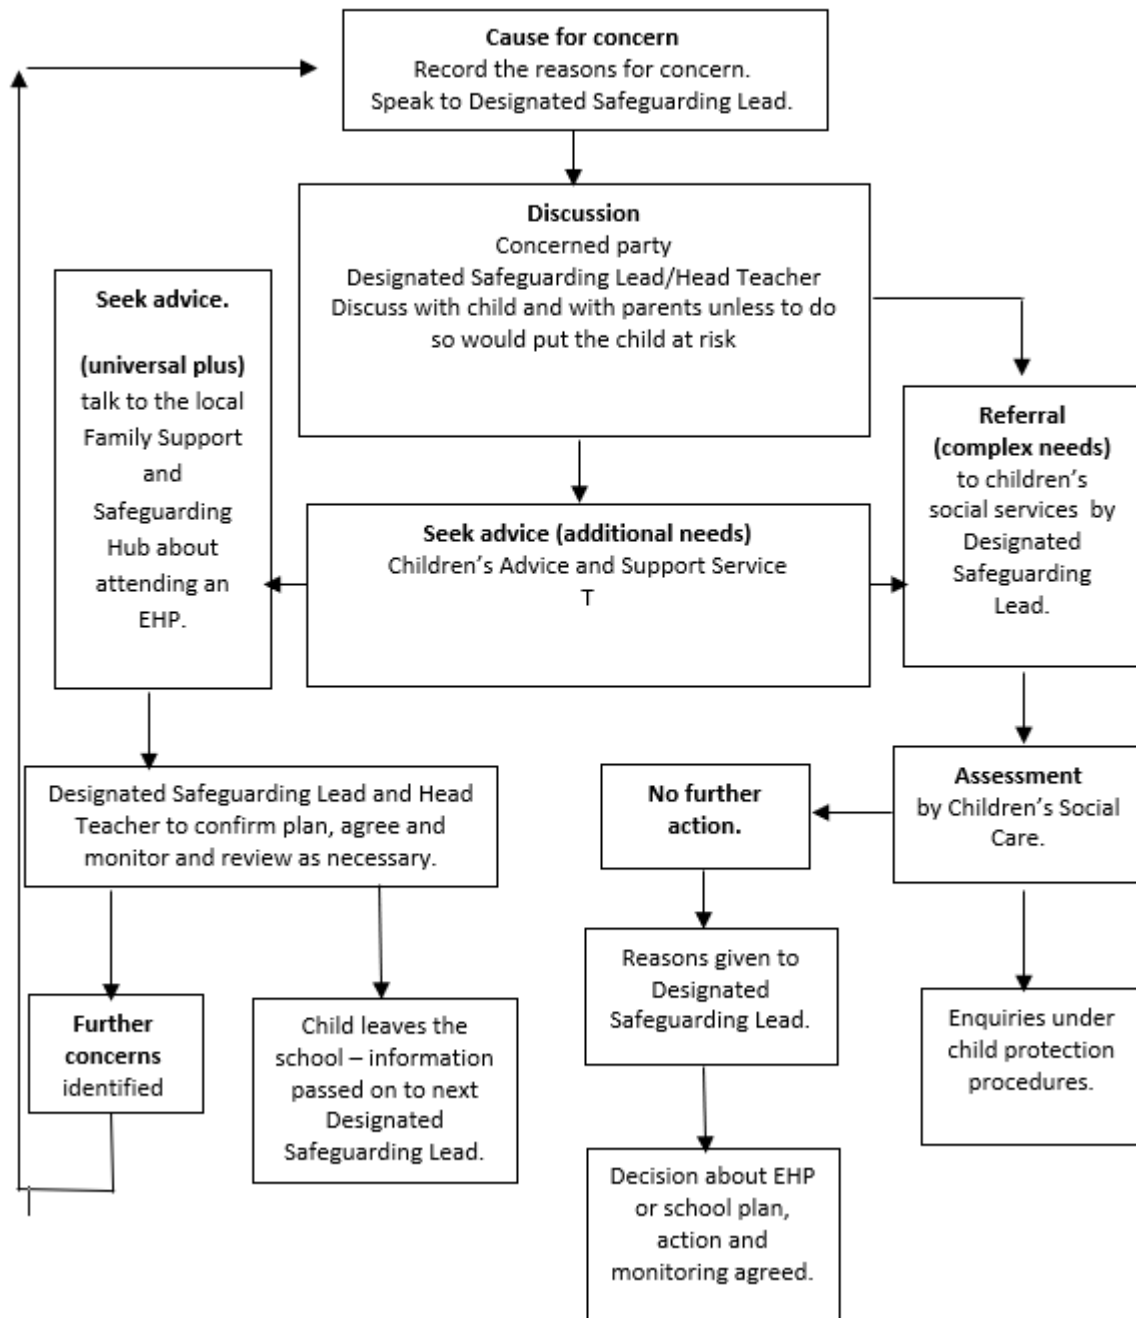 Cause for concern
Record the reasons for concern.
Speak to Designated Safeguarding Lead.
Discussion
Concerned party
Designated Safeguarding Lead/Head Teacher
Discuss with child and with parents unless to do
so would put the child at risk
Seek advice.
(universal plus)
talk to the local
Family Support
and
Safeguarding
Hub about
attending an
EHP.
Referral
(complex needs)
to children's
social services by
Designated
Safeguarding
Lead.
Seek advice (additional needs)
Children's Advice and Support Service
T
Designated Safeguarding Lead and Head
Teacher to confirm plan, agree and
monitor and review as necessary.
No further
action.
Assessment
by Children's Social
Care.
Further
concerns
identified
Child leaves the
school – information
passed on to next
Designated
Safeguarding Lead.
Reasons given to
Designated
Safeguarding Lead.
Enquiries under
child protection
procedures.
Decision about EHP
or school plan,
action and
monitoring agreed.